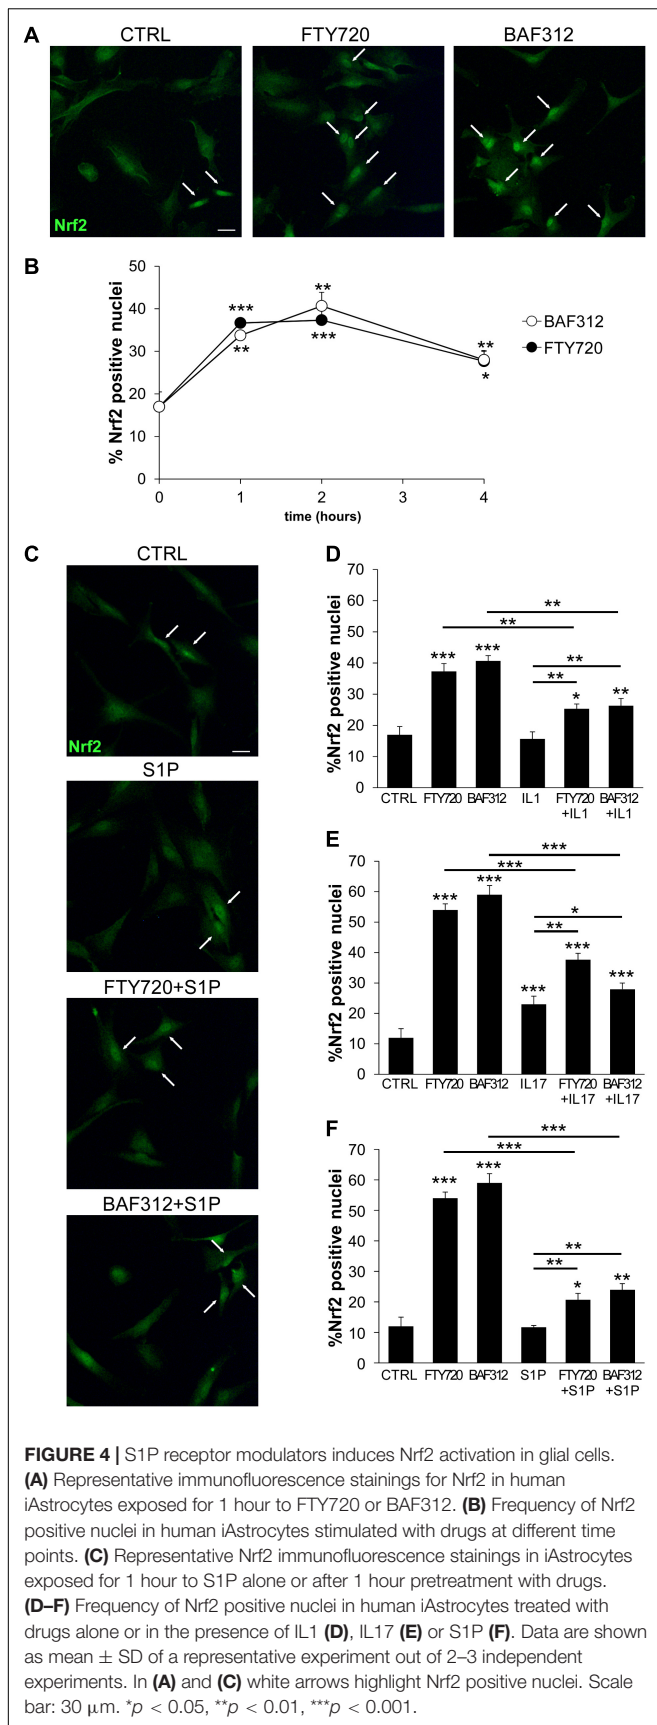 A
CTRL
FTY720
BAF312
Nrf2
B
% Nrf2 positive nuclei
50
40
30
20
10
0
***
**
**
***
**
*
BAF312
FTY720
0
1
2
3
4
time (hours)
C
CTRL
Nrf2
S1P
FTY720+S1P
BAF312+S1P
D
%Nrf2 positive nuclei
70
60
50
40
30
20
10
0
**
**
**
**
***
***
*
**
CTRL
FTY720
BAF312
IL1
FTY720
+IL1
BAF312
+IL1
E
%Nrf2 positive nuclei
70
60
50
40
30
20
10
0
***
***
*
**
***
***
***
***
***
CTRL
FTY720
BAF312
IL17
FTY720
+IL17
BAF312
+IL17
F
%Nrf2 positive nuclei
70
60
50
40
30
20
10
0
***
***
**
**
***
***
*
**
CTRL
FTY720
BAF312
S1P
FTY720
+S1P
BAF312
+S1P
FIGURE 4 | S1P receptor modulators induces Nrf2 activation in glial cells.
(A) Representative immunofluorescence stainings for Nrf2 in human
iAstrocytes exposed for 1 hour to FTY720 or BAF312. (B) Frequency of Nrf2
positive nuclei in human iAstrocytes stimulated with drugs at different time
points. (C) Representative Nrf2 immunofluorescence stainings in iAstrocytes
exposed for 1 hour to S1P alone or after 1 hour pretreatment with drugs.
(D–F) Frequency of Nrf2 positive nuclei in human iAstrocytes treated with
drugs alone or in the presence of IL1 (D), IL17 (E) or S1P (F). Data are shown
as mean ± SD of a representative experiment out of 2–3 independent
experiments. In (A) and (C) white arrows highlight Nrf2 positive nuclei. Scale
bar: 30 μm. *p < 0.05, **p < 0.01, ***p < 0.001.